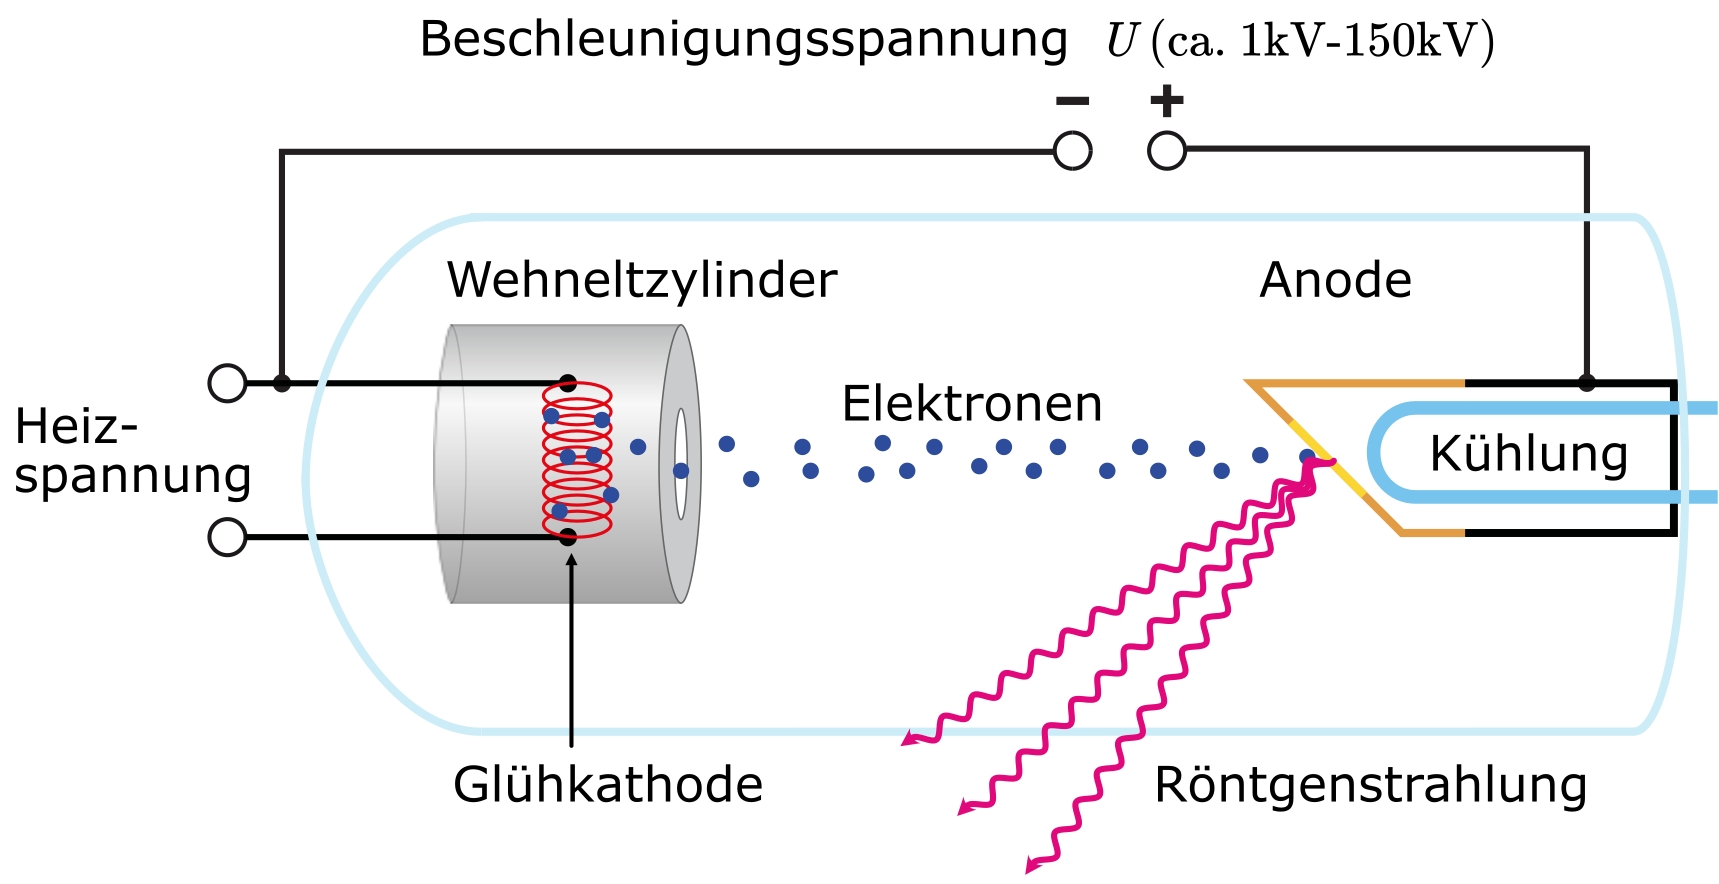 Beschleunigungsspannung U (ca. 1kV-150kV)
− +
Wehneltzylinder
Anode
Elektronen
Heiz-
spannung
Kühlung
Glühkathode
Röntgenstrahlung